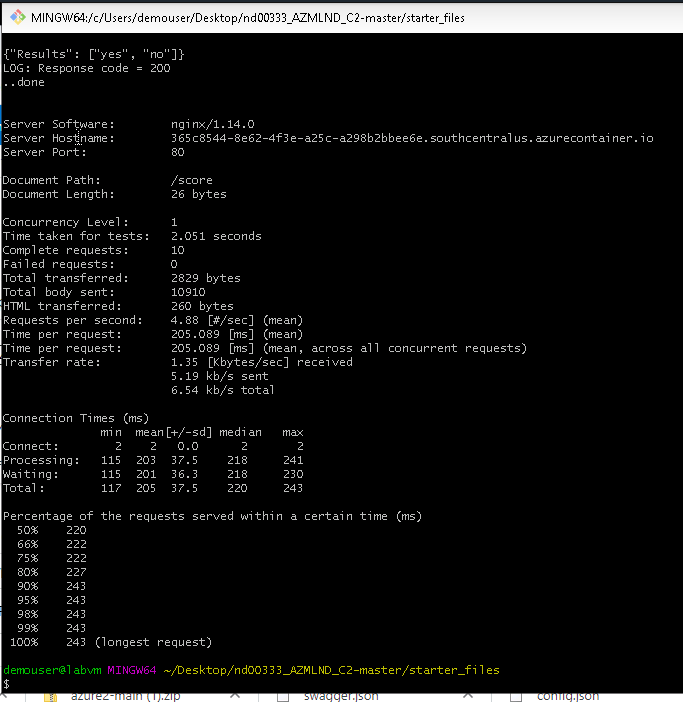 MINGW64:/c/Users/demouser/Desktop/nd00333_AZMLND_C2-master/starter_files
{"Results": ["yes", "no"]}
LOG: Response code = 200
..done
Server Software: nginx/1.14.0
Server Hostname: 365c8544-8e62-4f3e-a25c-a298b2bbee6e.southcentralus.azurecontainer.io
Server Port: 80
Document Path: /score
Document Length: 26 bytes
Concurrency Level: 1
Time taken for tests: 2.051 seconds
Complete requests: 10
Failed requests: 0
Total transferred: 2829 bytes
Total body sent: 10910
HTML transferred: 260 bytes
Requests per second: 4.88 [#/sec] (mean)
Time per request: 205.089 [ms] (mean)
Time per request: 205.089 [ms] (mean, across all concurrent requests)
Transfer rate: 1.35 [Kbytes/sec] received
5.19 kb/s sent
6.54 kb/s total
Connection Times (ms)
min mean[+/-sd] median max
Connect: 2 2 0.0 2 2
Processing: 115 203 37.5 218 241
Waiting: 115 201 36.3 218 230
Total: 117 205 37.5 220 243
Percentage of the requests served within a certain time (ms)
50% 220
66% 222
75% 222
80% 227
90% 243
95% 243
98% 243
99% 243
100% 243 (longest request)
demouser@labvm MINGW64 ~/Desktop/nd00333_AZMLND_C2-master/starter_files
$
azure2-main (1).zip swagger.json config.json